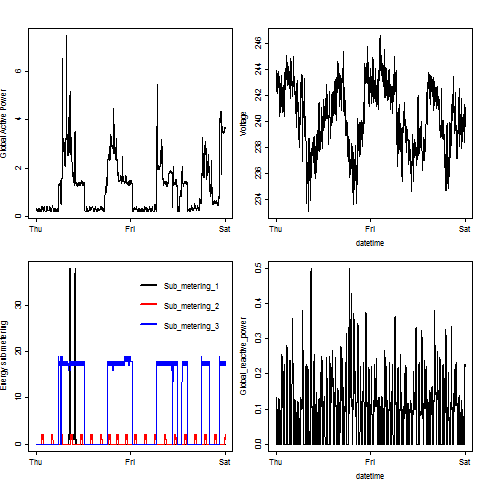 Global Active Power
0 2 4 6
Thu Fri Sat
Voltage
234 236 238 240 242 246
Thu Fri Sat
datetime
Energy sub metering
0 10 20 30
Sub_metering_1
Sub_metering_2
Sub_metering_3
Thu Fri Sat
Global_reactive_power
0.0 0.1 0.2 0.3 0.4 0.5
Thu Fri Sat
datetime